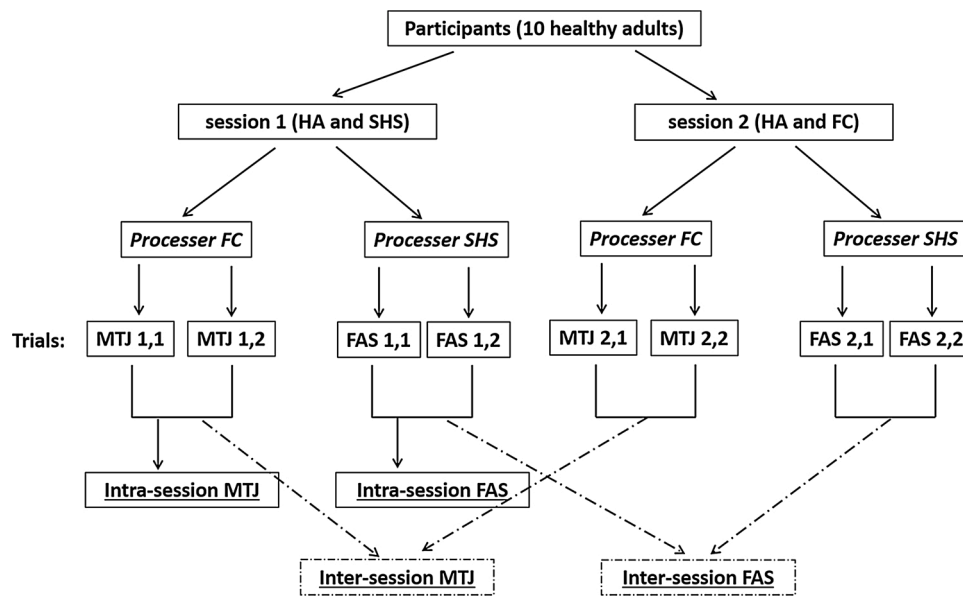 Participants (10 healthy adults)
session 1 (HA and SHS)
session 2 (HA and FC)
Processer FC
Processer SHS
Processer FC
Processer SHS
Trials:
MTJ 1,1
MTJ 1,2
FAS 1,1
FAS 1,2
MTJ 2,1
MTJ 2,2
FAS 2,1
FAS 2,2
Intra-session MTJ
Intra-session FAS
Inter-session MTJ
Inter-session FAS